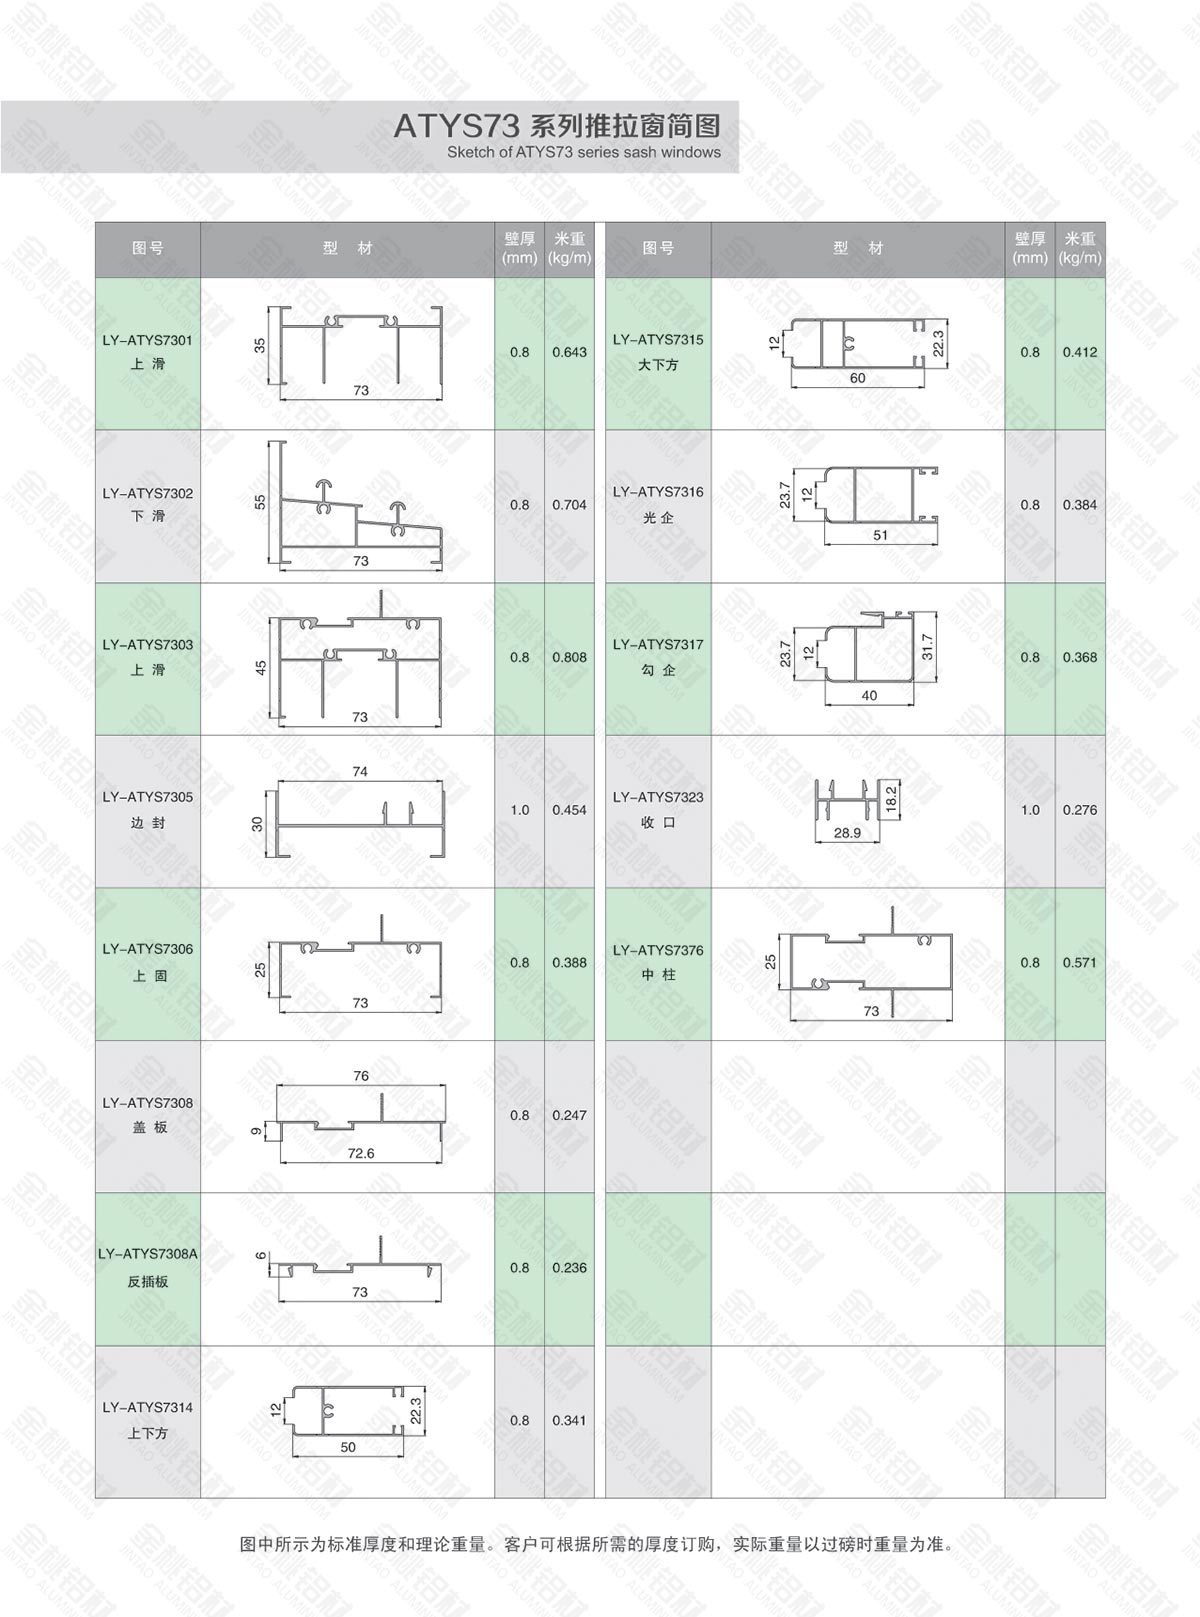 ATYS73 系列推拉窗简图
Sketch of ATYS73 series sash windows
图号 型 材 壁厚(mm) 米重(kg/m)
LY-ATYS7301
上 滑
35
73
0.8 0.643
LY-ATYS7302
下 滑
55
73
0.8 0.704
LY-ATYS7303
上 滑
45
73
0.8 0.808
LY-ATYS7305
边 封
74
30
1.0 0.454
LY-ATYS7306
上 固
25
73
0.8 0.388
LY-ATYS7308
盖 板
76
9
72.6
0.8 0.247
LY-ATYS7308A
反插板
6
73
0.8 0.236
LY-ATYS7314
上下方
12
22.3
50
0.8 0.341
图号 型 材 壁厚(mm) 米重(kg/m)
LY-ATYS7315
大下方
12
22.3
60
0.8 0.412
LY-ATYS7316
光 企
23.7
12
51
0.8 0.384
LY-ATYS7317
勾 企
23.7
12
31.7
40
0.8 0.368
LY-ATYS7323
收 口
18.2
28.9
1.0 0.276
LY-ATYS7376
中 柱
25
73
0.8 0.571
图中所示为标准厚度和理论重量。客户可根据所需的厚度订购，实际重量以过磅时重量为准。
金桃铝材
JINTAO ALUMINIUM